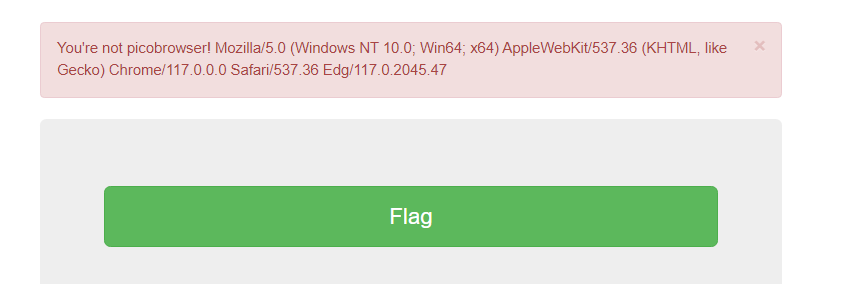 You're not picobrowser! Mozilla/5.0 (Windows NT 10.0; Win64; x64) AppleWebKit/537.36 (KHTML, like
Gecko) Chrome/117.0.0.0 Safari/537.36 Edg/117.0.2045.47
Flag